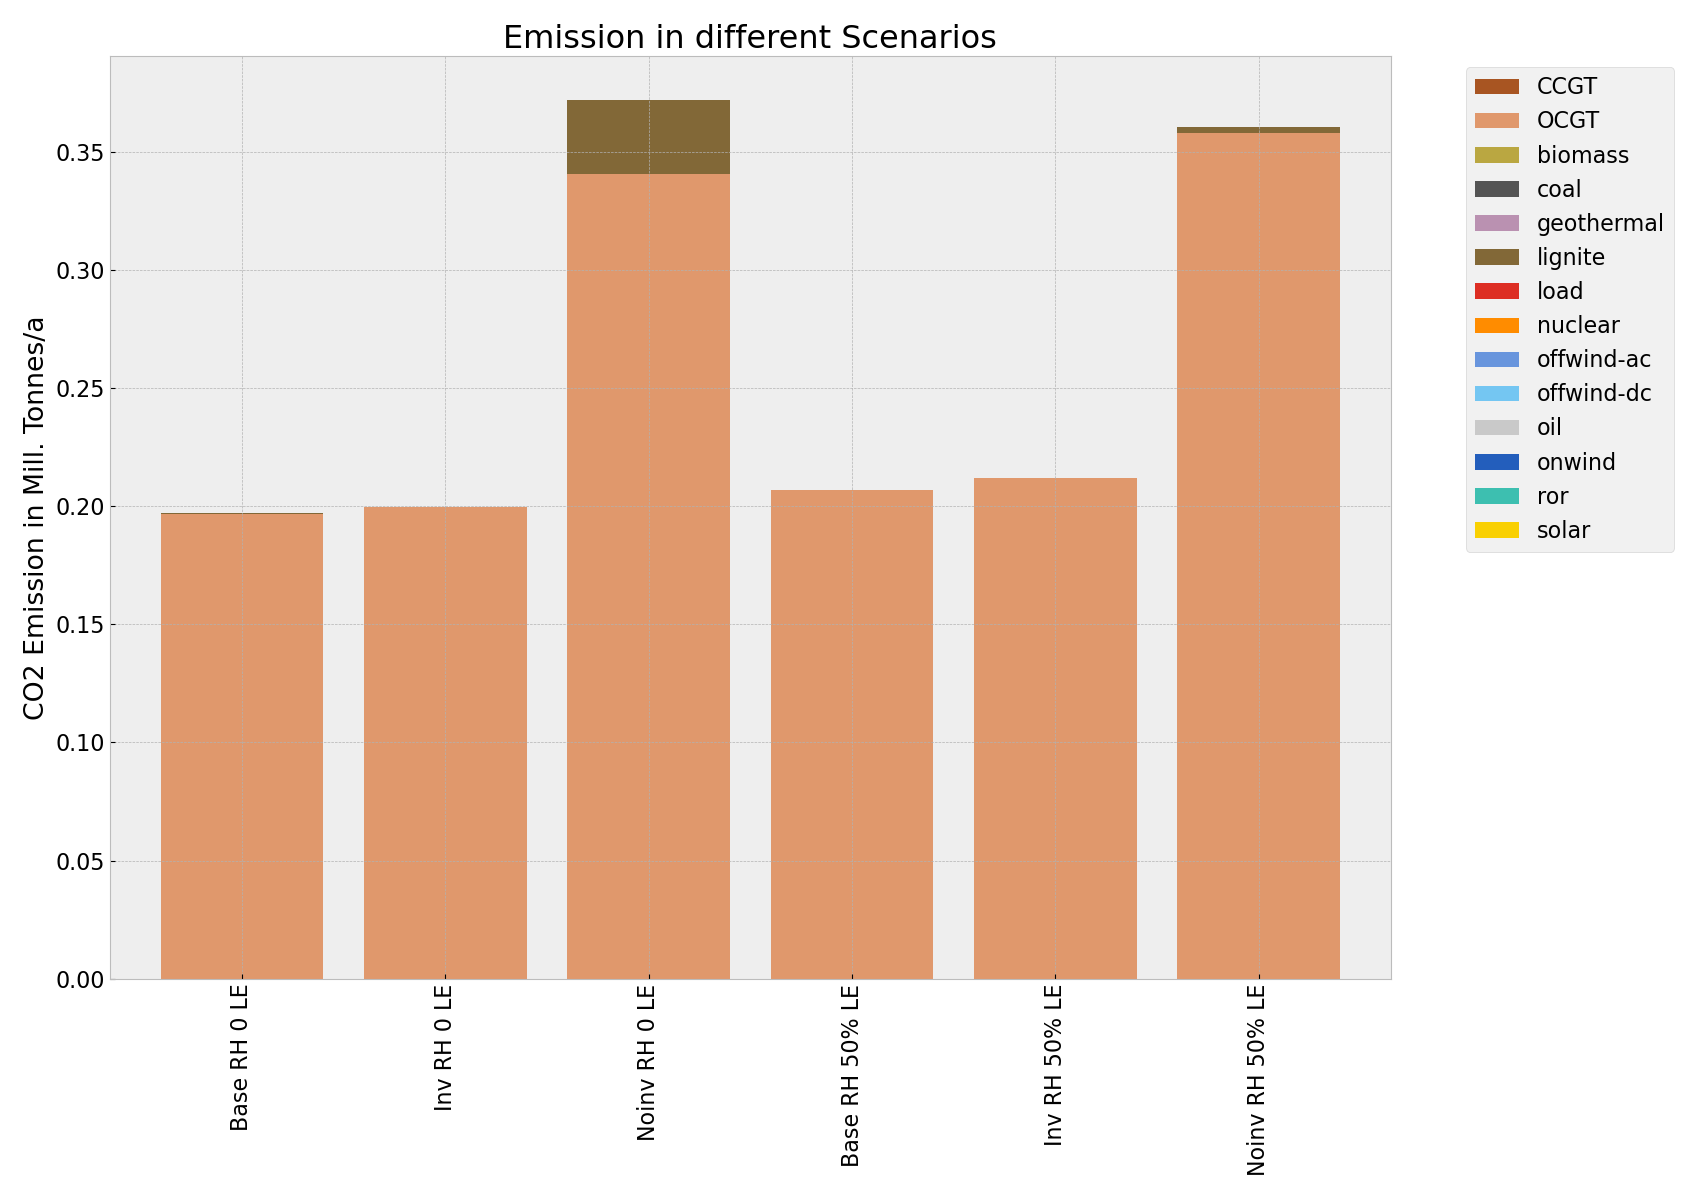 Emission in different Scenarios
CO2 Emission in Mill. Tonnes/a
0.35
0.30
0.25
0.20
0.15
0.10
0.05
0.00
Base RH 0 LE
Inv RH 0 LE
Noinv RH 0 LE
Base RH 50% LE
Inv RH 50% LE
Noinv RH 50% LE
CCGT
OCGT
biomass
coal
geothermal
lignite
load
nuclear
offwind-ac
offwind-dc
oil
onwind
ror
solar